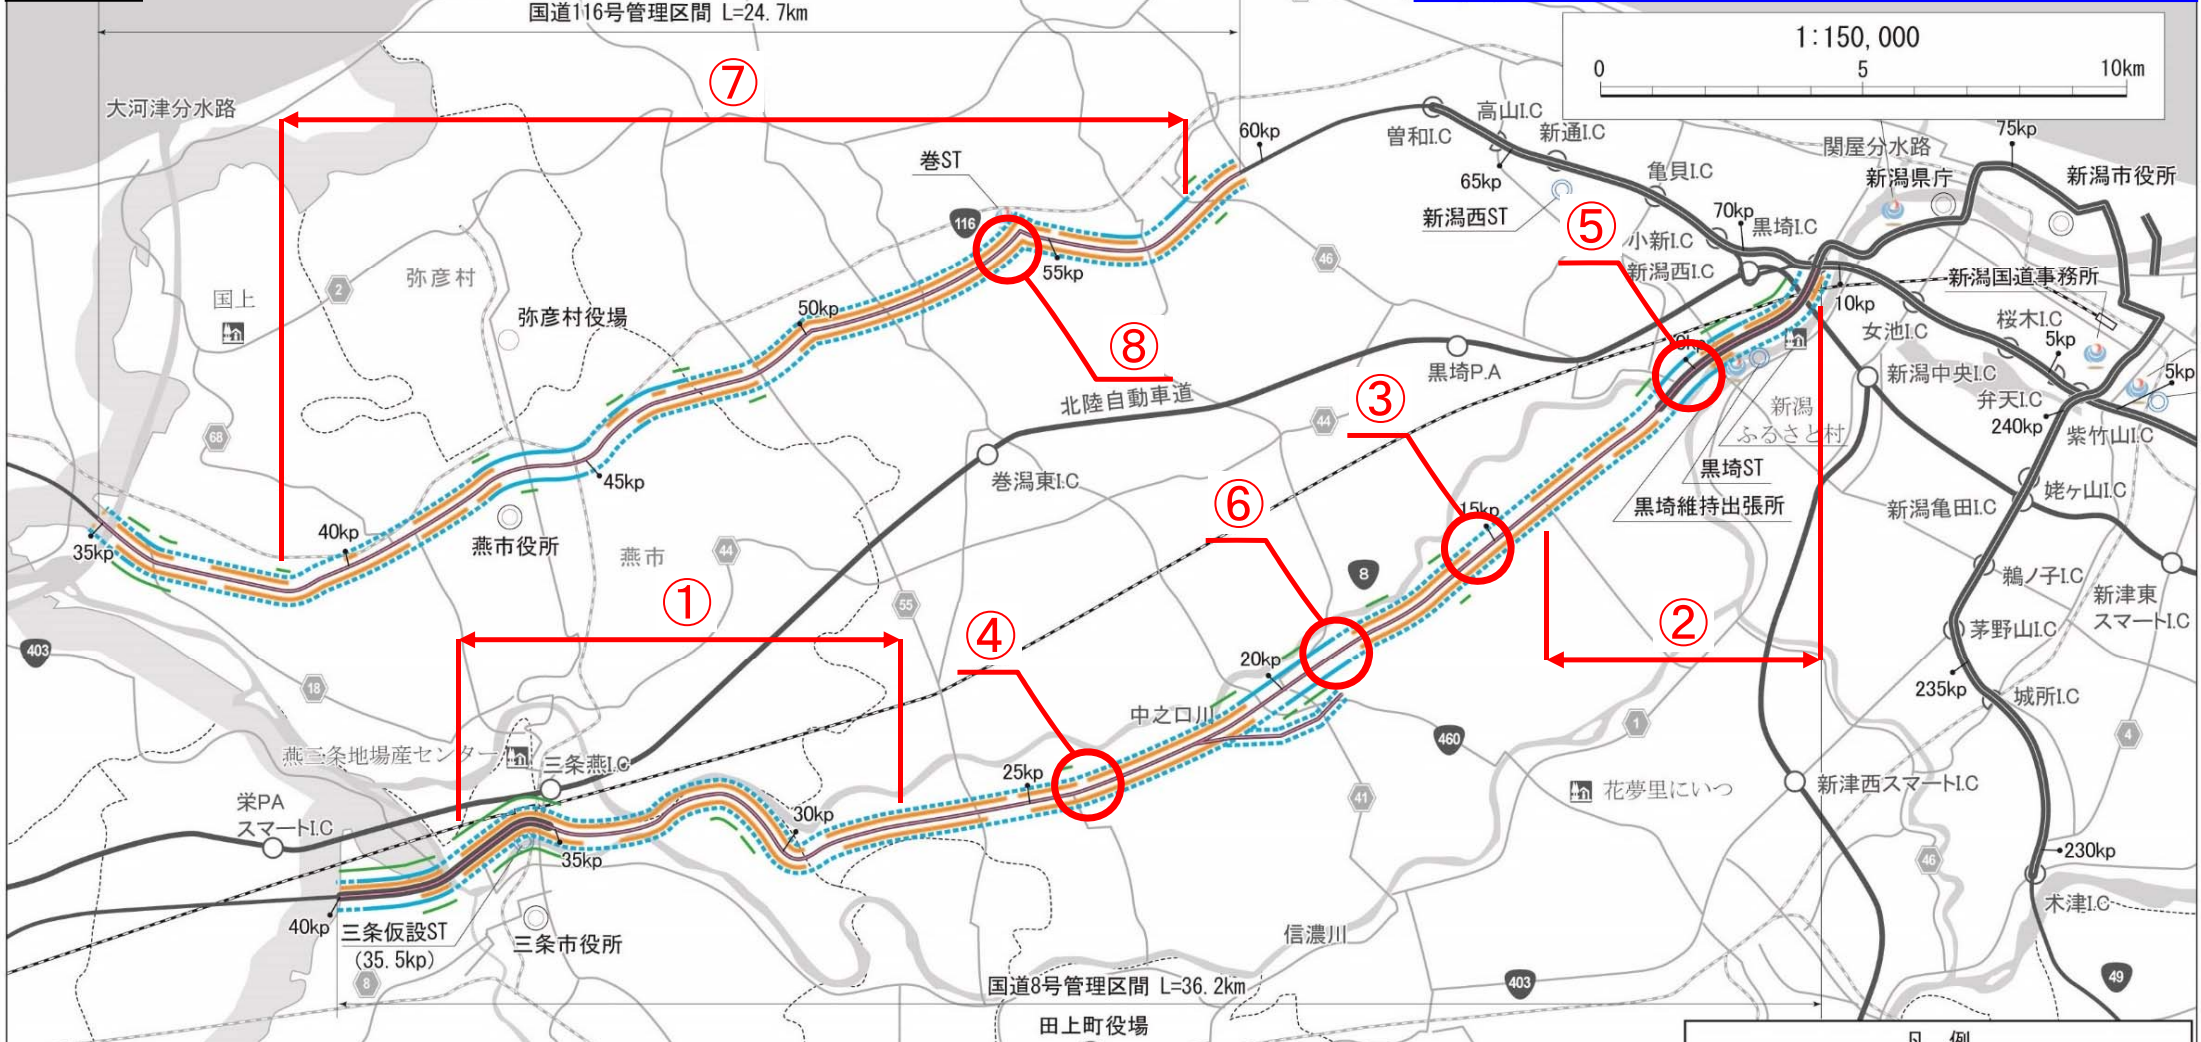 国道116号管理区間 L=24.7km
1:150,000
0 5 10km
⑦
大河津分水路
高山I.C
曽和I.C
新通I.C
60kp
75kp
関屋分水路
巻ST
65kp
亀貝I.C
新潟県庁
新潟市役所
新潟西ST
70kp
黒埼I.C
116
⑤
小新I.C
46
55kp
新潟西I.C
新潟国道事務所
弥彦村
2
国上
10kp
50kp
弥彦村役場
女池I.C
桜木I.C
5kp
⑧
黒埼P.A
新潟中央I.C
5kp
北陸自動車道
③
弁天I.C
新潟
ふるさと村
44
240kp
紫竹山I.C
68
黒埼ST
45kp
巻潟東I.C
姥ヶ山I.C
⑥
黒埼維持出張所
新潟亀田I.C
15kp
40kp
燕市役所
35kp
燕市
44
8
鵜ノ子I.C
①
55
新津東
スマートI.C
②
④
茅野山I.C
403
20kp
18
235kp
城所I.C
中之口川
1
460
4
燕三条地場産センター
三条燕I.C
25kp
新津西スマートI.C
花夢里にいつ
栄PA
スマートI.C
41
30kp
35kp
46
230kp
40kp
三条仮設ST
(35.5kp)
三条市役所
信濃川
8
国道8号管理区間 L=36.2km
403
49
田上町役場
凡 例